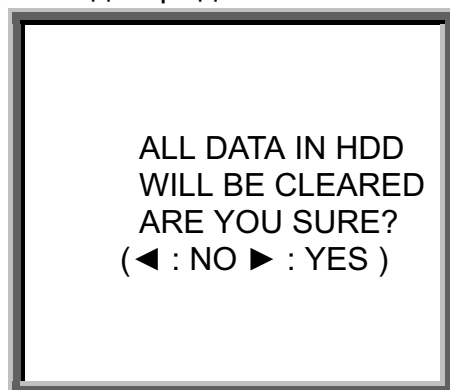 ALL DATA IN HDD
WILL BE CLEARED
ARE YOU SURE?
(◄ : NO ► : YES )